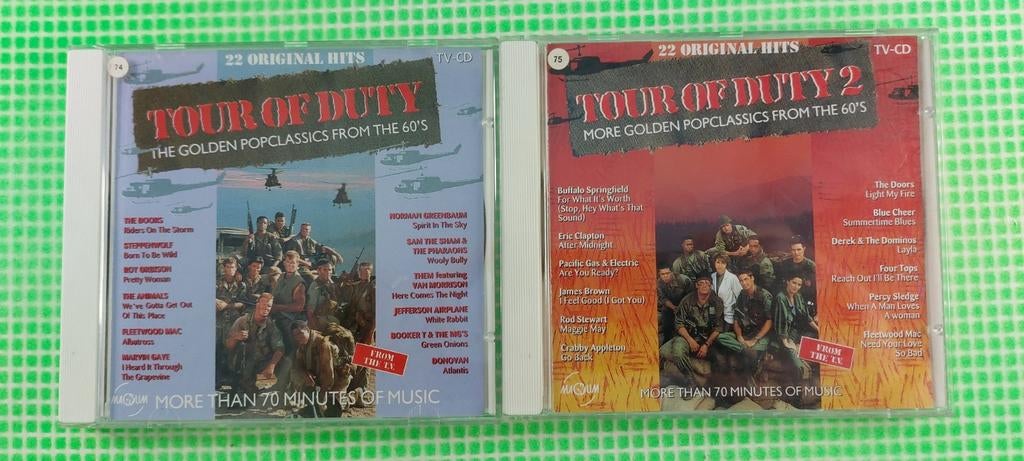 74
22 ORIGINAL HITS
TV-CD
TOUR OF DUTY
THE GOLDEN POPCLASSICS FROM THE 60'S
THE DOORS
Riders On The Storm
STEPPENWOLF
Born To Be Wild
ROY ORBISON
Pretty Woman
THE ANIMALS
We've Gotta Get Out
Of This Place
FLEETWOOD MAC
Albatross
MARVIN GAYE
I Heard It Through
The Grapevine
NORMAN GREENBAUM
Spirit In The Sky
SAM THE SHAM &
THE PHARAONS
Wooly Bully
THEM featuring
VAN MORRISON
Here Comes The Night
JEFFERSON AIRPLANE
White Rabbit
BOOKER T & THE MG'S
Green Onions
DONOVAN
Atlantis
FROM
THE T.V.
MAGNUM
MORE THAN 70 MINUTES OF MUSIC
75
22 ORIGINAL HITS
TV-CD
TOUR OF DUTY 2
MORE GOLDEN POPCLASSICS FROM THE 60'S
Buffalo Springfield
For What It's Worth
(Stop, Hey What's That
Sound)
Eric Clapton
After Midnight
Pacific Gas & Electric
Are You Ready?
James Brown
I Feel Good (I Got You)
Rod Stewart
Maggie May
Crabby Appleton
Go Back
The Doors
Light My Fire
Blue Cheer
Summertime Blues
Derek & The Dominos
Layla
Four Tops
Reach Out I'll Be There
Percy Sledge
When A Man Loves
A woman
Fleetwood Mac
Need Your Love
So Bad
FROM
THE T.V.
MAGNUM
MORE THAN 70 MINUTES OF MUSIC